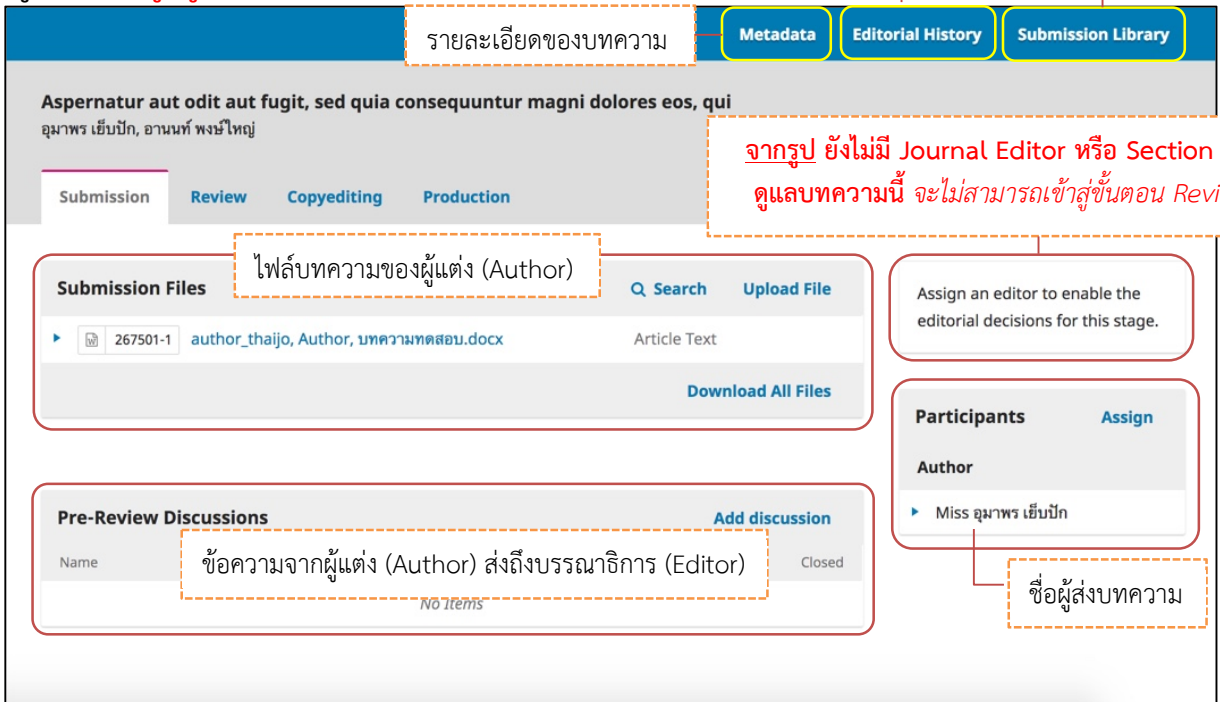 รายละเอียดของบทความ
Metadata
Editorial History
Submission Library
Aspernatur aut odit aut fugit, sed quia consequuntur magni dolores eos, qui
อุมาพร เย็บปัก, อานนท์ พงษ์ใหญ่
จากรูป ยังไม่มี Journal Editor หรือ Section
ดูแลบทความนี้ จะไม่สามารถเข้าสู่ขั้นตอน Revi
Submission
Review
Copyediting
Production
ไฟล์บทความของผู้แต่ง (Author)
Submission Files
Search
Upload File
267501-1 author_thaijo, Author, บทความทดสอบ.docx
Article Text
Download All Files
Assign an editor to enable the
editorial decisions for this stage.
Participants
Assign
Author
Miss อุมาพร เย็บปัก
ชื่อผู้ส่งบทความ
Pre-Review Discussions
Add discussion
Name
ข้อความจากผู้แต่ง (Author) ส่งถึงบรรณาธิการ (Editor)
Closed
No Items